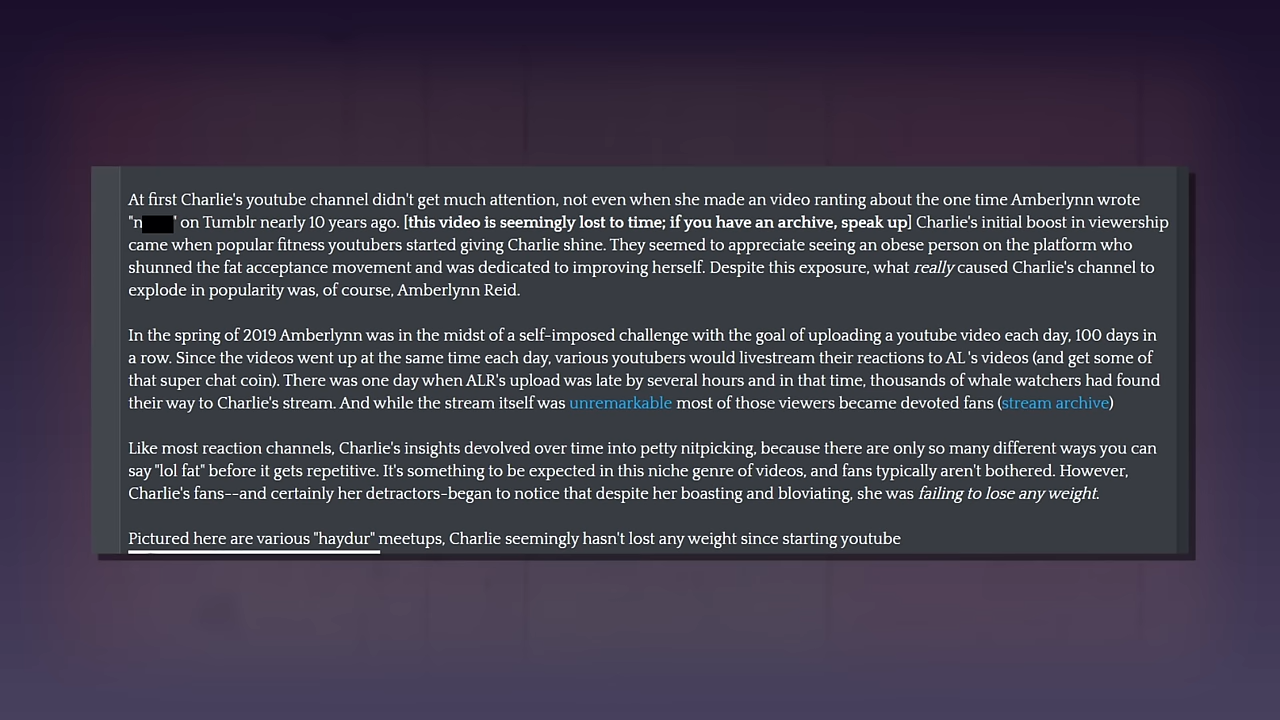 At first Charlie's youtube channel didn't get much attention, not even when she made an video ranting about the one time Amberlynn wrote
"n ' on Tumblr nearly 10 years ago. [this video is seemingly lost to time; if you have an archive, speak up] Charlie's initial boost in viewership
came when popular fitness youtubers started giving Charlie shine. They seemed to appreciate seeing an obese person on the platform who
shunned the fat acceptance movement and was dedicated to improving herself. Despite this exposure, what really caused Charlie's channel to
explode in popularity was, of course, Amberlynn Reid.
In the spring of 2019 Amberlynn was in the midst of a self-imposed challenge with the goal of uploading a youtube video each day, 100 days in
a row. Since the videos went up at the same time each day, various youtubers would livestream their reactions to AL's videos (and get some of
that super chat coin). There was one day when ALR's upload was late by several hours and in that time, thousands of whale watchers had found
their way to Charlie's stream. And while the stream itself was unremarkable most of those viewers became devoted fans (stream archive)
Like most reaction channels, Charlie's insights devolved over time into petty nitpicking, because there are only so many different ways you can
say "lol fat" before it gets repetitive. It's something to be expected in this niche genre of videos, and fans typically aren't bothered. However,
Charlie's fans--and certainly her detractors-began to notice that despite her boasting and bloviating, she was failing to lose any weight.
Pictured here are various "haydur" meetups, Charlie seemingly hasn't lost any weight since starting youtube